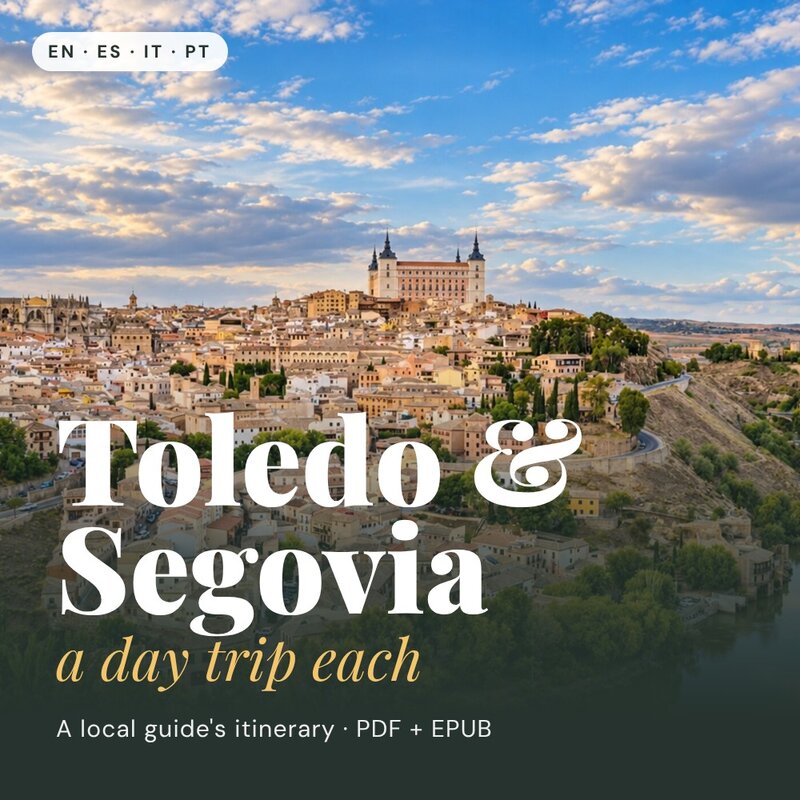 EN · ES · IT · PT
Toledo &
Segovia
a day trip each
A local guide's itinerary · PDF + EPUB